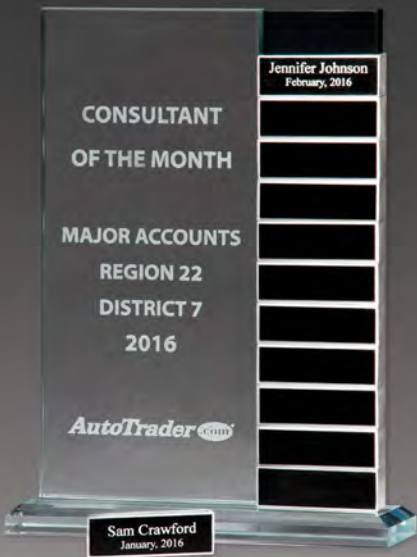 CONSULTANT
OF THE MONTH
MAJOR ACCOUNTS
REGION 22
DISTRICT 7
2016
AutoTrader.com
Jennifer Johnson
February, 2016
Sam Crawford
January, 2016